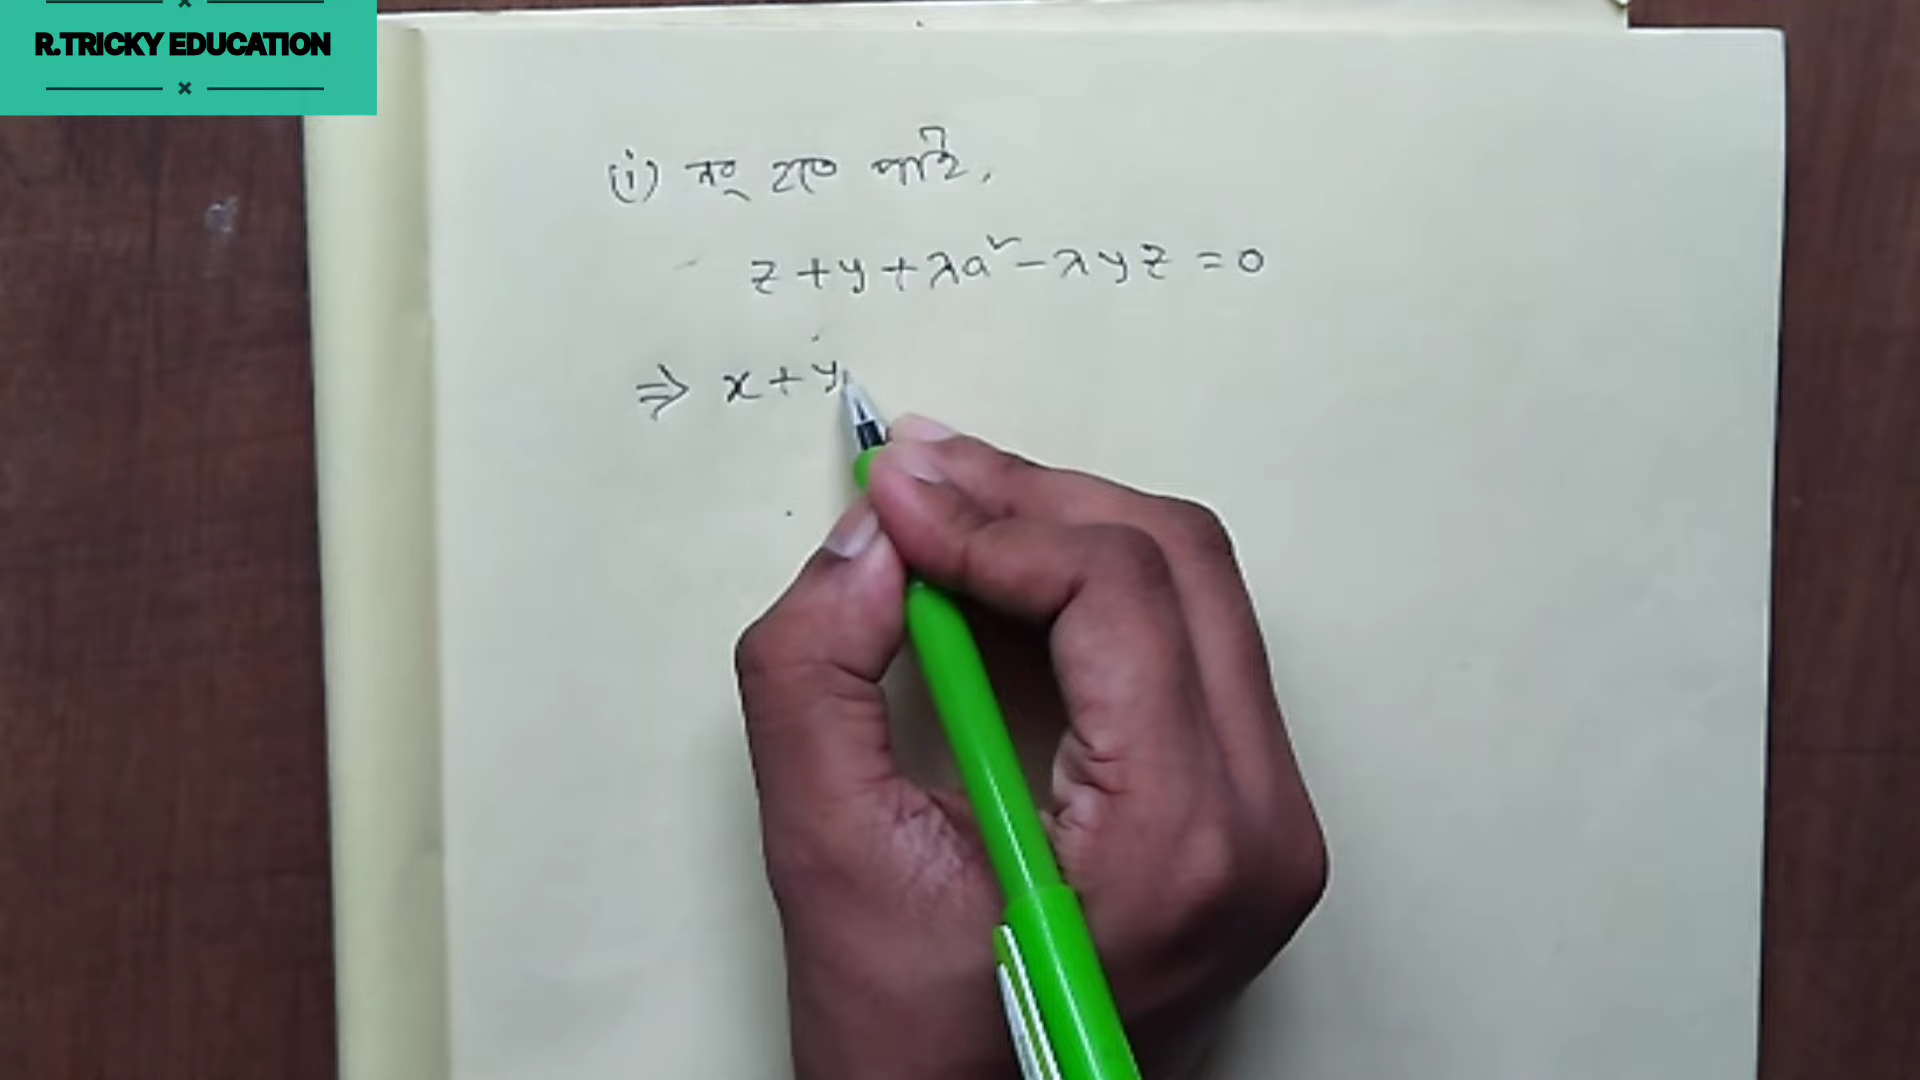 R.TRICKY EDUCATION
(i) নং হতে পাই,
z + y + λa² - λyz = 0
⇒ x + y